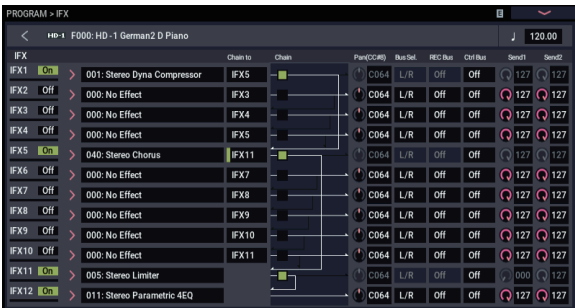 PROGRAM > IFX
HD-1 F000: HD-1 German2 D Piano ♩ 120.00
IFX Chain to Chain Pan(CC#8) Bus Sel. REC Bus Ctrl Bus Send1 Send2
IFX1 On 001: Stereo Dyna Compressor IFX5 C064 L/R Off Off 127 127
IFX2 Off 000: No Effect IFX3 C064 L/R Off Off 127 127
IFX3 Off 000: No Effect IFX4 C064 L/R Off Off 127 127
IFX4 Off 000: No Effect IFX5 C064 L/R Off Off 127 127
IFX5 On 040: Stereo Chorus IFX11 C064 L/R Off Off 127 127
IFX6 Off 000: No Effect IFX7 C064 L/R Off Off 127 127
IFX7 Off 000: No Effect IFX8 C064 L/R Off Off 127 127
IFX8 Off 000: No Effect IFX9 C064 L/R Off Off 127 127
IFX9 Off 000: No Effect IFX10 C064 L/R Off Off 127 127
IFX10 Off 000: No Effect IFX11 C064 L/R Off Off 127 127
IFX11 On 005: Stereo Limiter C064 L/R Off Off 000 127
IFX12 On 011: Stereo Parametric 4EQ C064 L/R Off Off 127 127